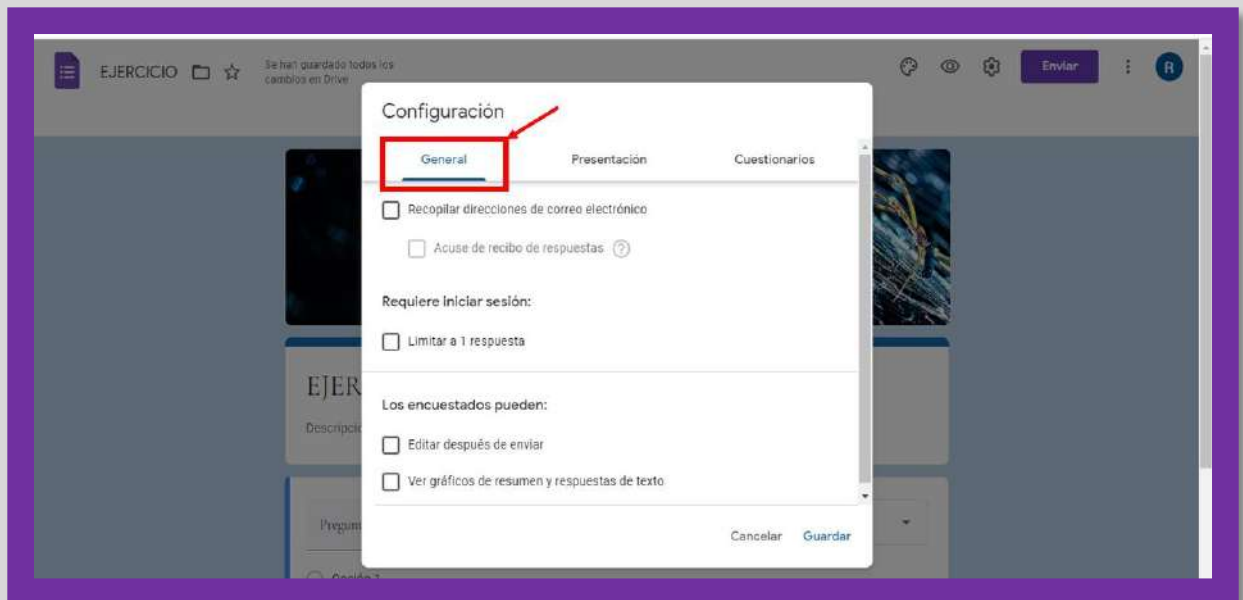 EJERCICIO
Se han guardado todos los
cambios en Drive
Enviar
R
Configuración
General
Presentación
Cuestionarios
Recopilar direcciones de correo electrónico
Acuse de recibo de respuestas
?
Requiere iniciar sesión:
Limitar a 1 respuesta
EJER
Descripci
Los encuestados pueden:
Editar después de enviar
Ver gráficos de resumen y respuestas de texto
Pregun
Cancelar
Guardar